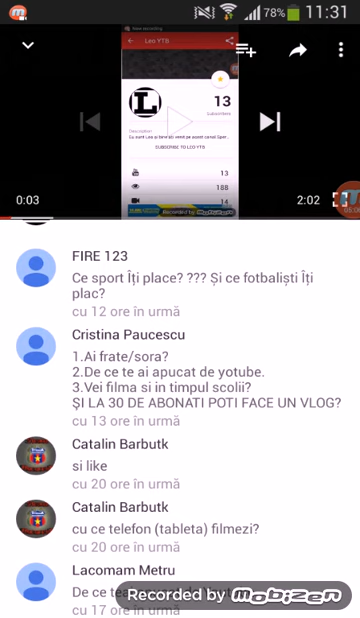 78% 11:31
Leo YTB
L
13
Subscribers
Description:
SUBSCRIBE TO LEO YTB
13
188
14
Recorded by Mobizen
0:03
2:02
FIRE 123
Ce sport Îți place? ??? Și ce fotbaliști Îți
plac?
cu 12 ore în urmă
Cristina Paucescu
1.Ai frate/sora?
2.De ce te ai apucat de yotube.
3.Vei filma si in timpul scolii?
ȘI LA 30 DE ABONATI POTI FACE UN VLOG?
cu 13 ore în urmă
Catalin Barbutk
si like
cu 20 ore în urmă
Catalin Barbutk
cu ce telefon (tableta) filmezi?
cu 20 ore în urmă
Lacomam Metru
De ce
cu 17 ore în urmă
Recorded by Mobizen